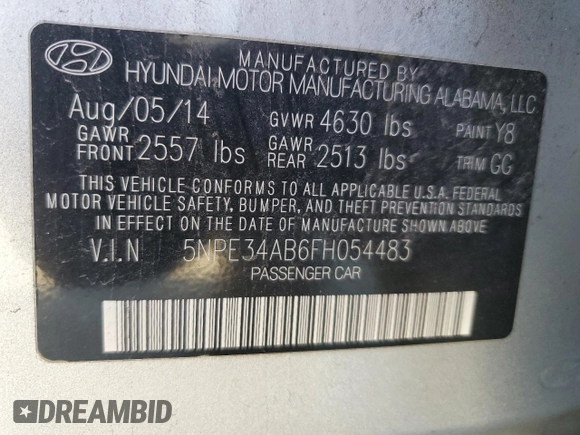 MANUFACTURED BY
HYUNDAI MOTOR MANUFACTURING ALABAMA, LLC
Aug/05/14 GVWR 4630 lbs PAINT Y8
GAWR FRONT 2557 lbs GAWR REAR 2513 lbs TRIM GG
THIS VEHICLE CONFORMS TO ALL APPLICABLE U.S.A. FEDERAL
MOTOR VEHICLE SAFETY, BUMPER, AND THEFT PREVENTION STANDARDS
IN EFFECT ON THE DATE OF MANUFACTURE SHOWN ABOVE.
V.I.N 5NPE34AB6FH054483
PASSENGER CAR
DREAMBID